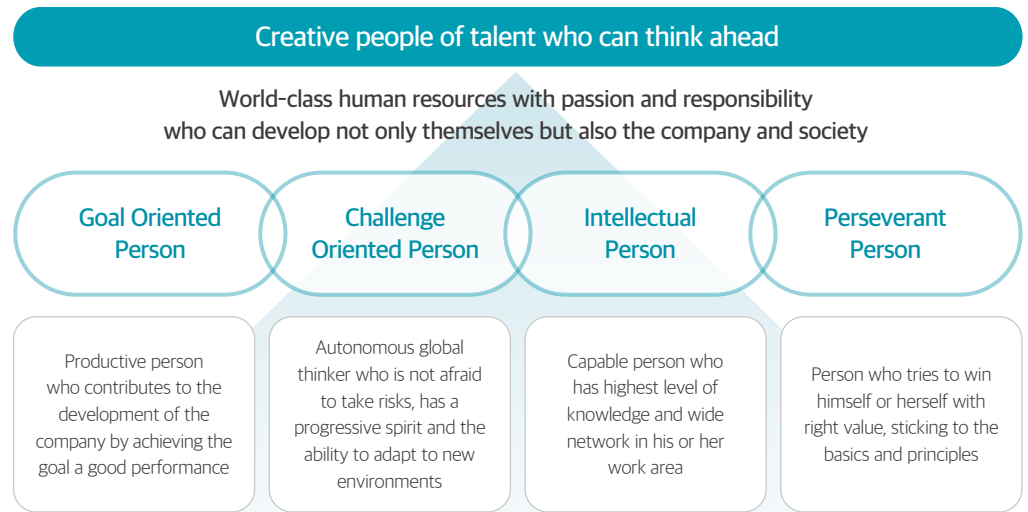 Creative people of talent who can think ahead
World-class human resources with passion and responsibility
who can develop not only themselves but also the company and society
Goal Oriented
Person
Challenge
Oriented Person
Intellectual
Person
Perseverant
Person
Productive person
who contributes to the
development of the
company by achieving the
goal a good performance
Autonomous global
thinker who is not afraid
to take risks, has a
progressive spirit and the
ability to adapt to new
environments
Capable person who
has highest level of
knowledge and wide
network in his or her
work area
Person who tries to win
himself or herself with
right value, sticking to the
basics and principles